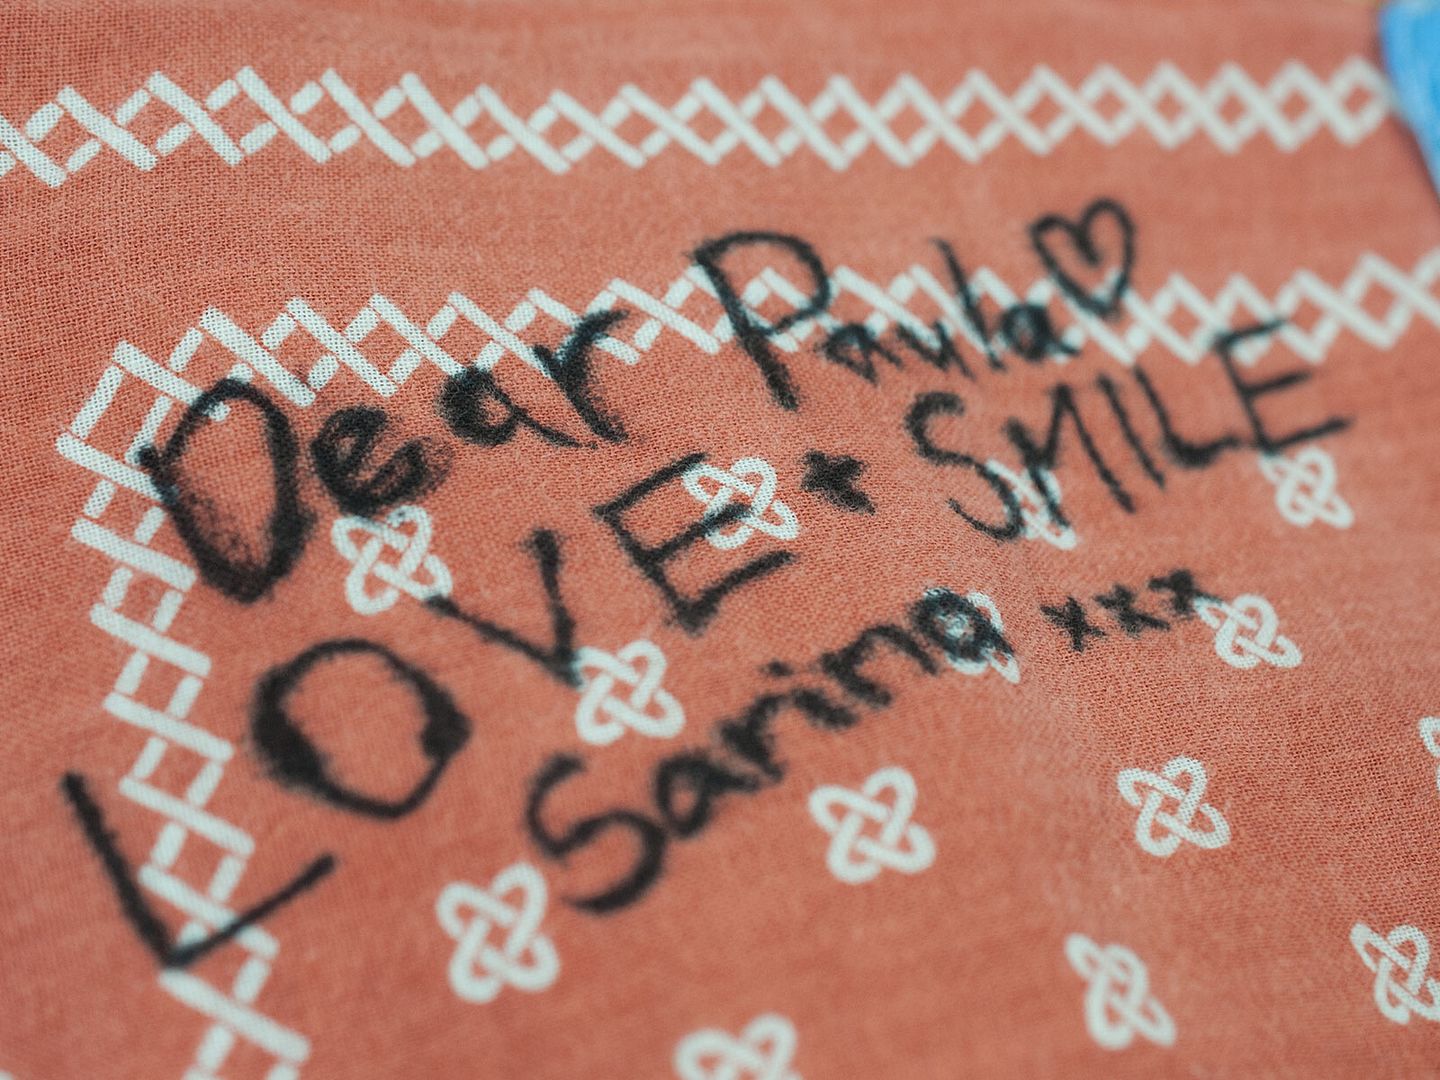 Dear Paula♡
LOVE + SMILE
Sarina xxx